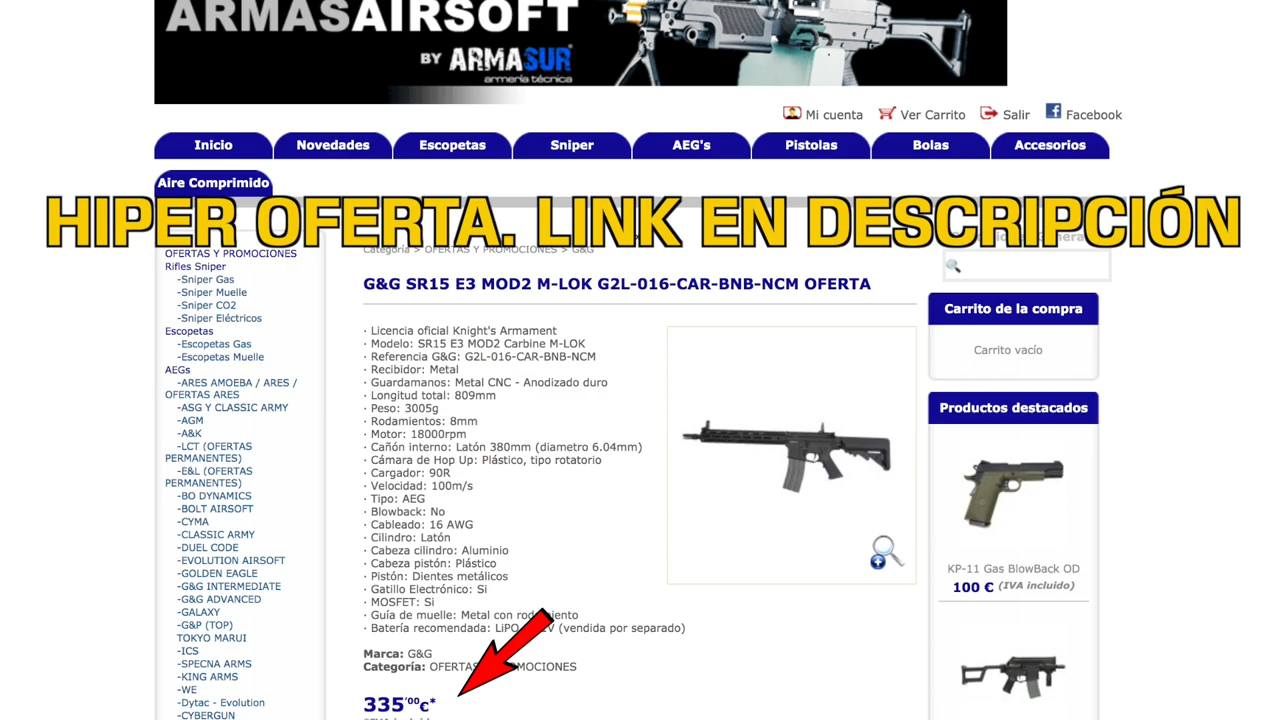 ARMASAIRSOFT
BY ARMASUR
armería técnica
Mi cuenta
Ver Carrito
Salir
Facebook
Inicio
Novedades
Escopetas
Sniper
AEG's
Pistolas
Bolas
Accesorios
Aire Comprimido
HIPER OFERTA. LINK EN DESCRIPCIÓN
OFERTAS Y PROMOCIONES
Rifles Sniper
-Sniper Gas
-Sniper Muelle
-Sniper CO2
-Sniper Eléctricos
Escopetas
-Escopetas Gas
-Escopetas Muelle
AEGs
-ARES AMOEBA / ARES /
OFERTAS ARES
-ASG Y CLASSIC ARMY
-AGM
-A&K
-LCT (OFERTAS
PERMANENTES)
-E&L (OFERTAS
PERMANENTES)
-BO DYNAMICS
-BOLT AIRSOFT
-CYMA
-CLASSIC ARMY
-DUEL CODE
-EVOLUTION AIRSOFT
-GOLDEN EAGLE
-G&G INTERMEDIATE
-G&G ADVANCED
-GALAXY
-G&P (TOP)
TOKYO MARUI
-ICS
-SPECNA ARMS
-KING ARMS
-WE
-Dytac - Evolution
-CYBERGUN
Categoría > OFERTAS Y PROMOCIONES > G&G
G&G SR15 E3 MOD2 M-LOK G2L-016-CAR-BNB-NCM OFERTA
· Licencia oficial Knight's Armament
· Modelo: SR15 E3 MOD2 Carbine M-LOK
· Referencia G&G: G2L-016-CAR-BNB-NCM
· Recibidor: Metal
· Guardamanos: Metal CNC - Anodizado duro
· Longitud total: 809mm
· Peso: 3005g
· Rodamientos: 8mm
· Motor: 18000rpm
· Cañón interno: Latón 380mm (diametro 6.04mm)
· Cámara de Hop Up: Plástico, tipo rotatorio
· Cargador: 90R
· Velocidad: 100m/s
· Tipo: AEG
· Blowback: No
· Cableado: 16 AWG
· Cilindro: Latón
· Cabeza cilindro: Aluminio
· Cabeza pistón: Plástico
· Pistón: Dientes metálicos
· Gatillo Electrónico: Si
· MOSFET: Si
· Guía de muelle: Metal con rodamiento
· Batería recomendada: LiPO (vendida por separado)
Marca: G&G
Categoría: OFERTAS PROMOCIONES
335'00€*
Carrito de la compra
Carrito vacío
Productos destacados
KP-11 Gas BlowBack OD
100 € (IVA incluido)